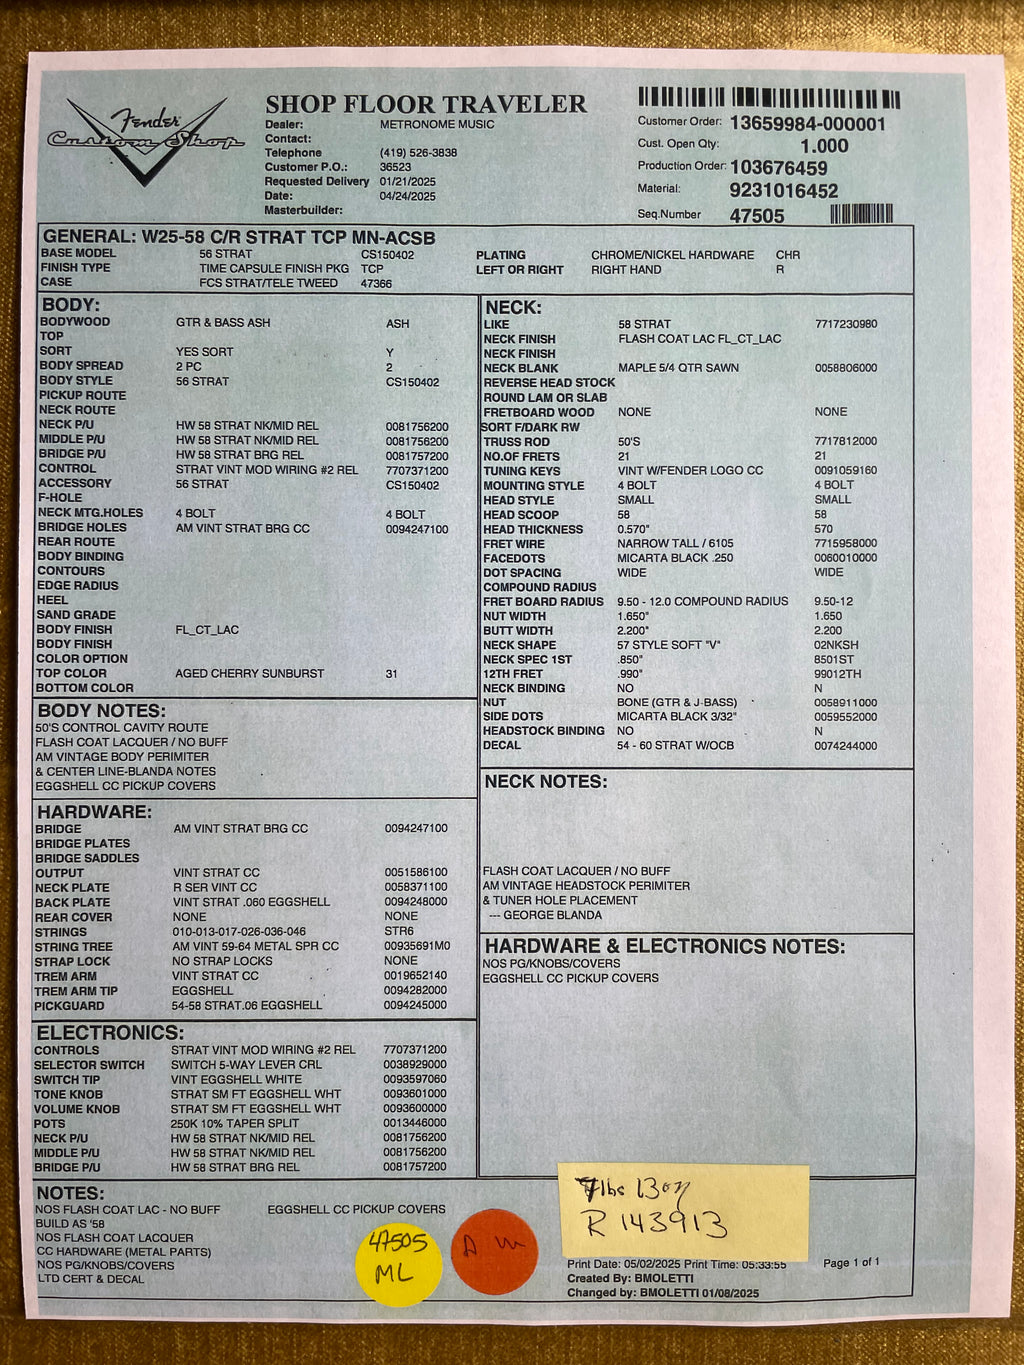 Fender
Custom Shop
SHOP FLOOR TRAVELER
Dealer: METRONOME MUSIC
Contact:
Telephone (419) 526-3838
Customer P.O.: 36523
Requested Delivery 01/21/2025
Date: 04/24/2025
Masterbuilder:
Customer Order: 13659984-000001
Cust. Open Qty: 1.000
Production Order: 103676459
Material: 9231016452
Seq.Number 47505
GENERAL: W25-58 C/R STRAT TCP MN-ACSB
BASE MODEL 56 STRAT CS150402 PLATING CHROME/NICKEL HARDWARE CHR
FINISH TYPE TIME CAPSULE FINISH PKG TCP LEFT OR RIGHT RIGHT HAND R
CASE FCS STRAT/TELE TWEED 47366
BODY:
BODYWOOD GTR & BASS ASH ASH
TOP
SORT YES SORT Y
BODY SPREAD 2 PC 2
BODY STYLE 56 STRAT CS150402
PICKUP ROUTE
NECK ROUTE
NECK P/U HW 58 STRAT NK/MID REL 0081756200
MIDDLE P/U HW 58 STRAT NK/MID REL 0081756200
BRIDGE P/U HW 58 STRAT BRG REL 0081757200
CONTROL STRAT VINT MOD WIRING #2 REL 7707371200
ACCESSORY 56 STRAT CS150402
F-HOLE
NECK MTG.HOLES 4 BOLT 4 BOLT
BRIDGE HOLES AM VINT STRAT BRG CC 0094247100
REAR ROUTE
BODY BINDING
CONTOURS
EDGE RADIUS
HEEL
SAND GRADE
BODY FINISH FL_CT_LAC
BODY FINISH
COLOR OPTION
TOP COLOR AGED CHERRY SUNBURST 31
BOTTOM COLOR
BODY NOTES:
50'S CONTROL CAVITY ROUTE
FLASH COAT LACQUER / NO BUFF
AM VINTAGE BODY PERIMITER
& CENTER LINE-BLANDA NOTES
EGGSHELL CC PICKUP COVERS
HARDWARE:
BRIDGE AM VINT STRAT BRG CC 0094247100
BRIDGE PLATES
BRIDGE SADDLES
OUTPUT VINT STRAT CC 0051586100
NECK PLATE R SER VINT CC 0058371100
BACK PLATE VINT STRAT .060 EGGSHELL 0094248000
REAR COVER NONE NONE
STRINGS 010-013-017-026-036-046 STR6
STRING TREE AM VINT 59-64 METAL SPR CC 00935691M0
STRAP LOCK NO STRAP LOCKS NONE
TREM ARM VINT STRAT CC 0019652140
TREM ARM TIP EGGSHELL 0094282000
PICKGUARD 54-58 STRAT.06 EGGSHELL 0094245000
ELECTRONICS:
CONTROLS STRAT VINT MOD WIRING #2 REL 7707371200
SELECTOR SWITCH SWITCH 5-WAY LEVER CRL 0038929000
SWITCH TIP VINT EGGSHELL WHITE 0093597060
TONE KNOB STRAT SM FT EGGSHELL WHT 0093601000
VOLUME KNOB STRAT SM FT EGGSHELL WHT 0093600000
POTS 250K 10% TAPER SPLIT 0013446000
NECK P/U HW 58 STRAT NK/MID REL 0081756200
MIDDLE P/U HW 58 STRAT NK/MID REL 0081756200
BRIDGE P/U HW 58 STRAT BRG REL 0081757200
NECK:
LIKE 58 STRAT 7717230980
NECK FINISH FLASH COAT LAC FL_CT_LAC
NECK FINISH
NECK BLANK MAPLE 5/4 QTR SAWN 0058806000
REVERSE HEAD STOCK
ROUND LAM OR SLAB
FRETBOARD WOOD NONE NONE
SORT F/DARK RW
TRUSS ROD 50'S 7717812000
NO.OF FRETS 21 21
TUNING KEYS VINT W/FENDER LOGO CC 0091059160
MOUNTING STYLE 4 BOLT 4 BOLT
HEAD STYLE SMALL SMALL
HEAD SCOOP 58 58
HEAD THICKNESS 0.570" 570
FRET WIRE NARROW TALL / 6105 7715958000
FACEDOTS MICARTA BLACK .250 0060010000
DOT SPACING WIDE WIDE
COMPOUND RADIUS
FRET BOARD RADIUS 9.50 - 12.0 COMPOUND RADIUS 9.50-12
NUT WIDTH 1.650" 1.650
BUTT WIDTH 2.200" 2.200
NECK SHAPE 57 STYLE SOFT "V" 02NKSH
NECK SPEC 1ST .850" 8501ST
12TH FRET .990" 99012TH
NECK BINDING NO N
NUT BONE (GTR & J-BASS) 0058911000
SIDE DOTS MICARTA BLACK 3/32" 0059552000
HEADSTOCK BINDING NO N
DECAL 54 - 60 STRAT W/OCB 0074244000
NECK NOTES:
FLASH COAT LACQUER / NO BUFF
AM VINTAGE HEADSTOCK PERIMITER
& TUNER HOLE PLACEMENT
--- GEORGE BLANDA
HARDWARE & ELECTRONICS NOTES:
NOS PG/KNOBS/COVERS
EGGSHELL CC PICKUP COVERS
NOTES:
NOS FLASH COAT LAC - NO BUFF EGGSHELL CC PICKUP COVERS
BUILD AS '58
NOS FLASH COAT LACQUER
CC HARDWARE (METAL PARTS)
NOS PG/KNOBS/COVERS
LTD CERT & DECAL
47505
ML
7lbs 13oz
R 143913
Print Date: 05/02/2025 Print Time: 05:33:55 Page 1 of 1
Created By: BMOLETTI
Changed by: BMOLETTI 01/08/2025